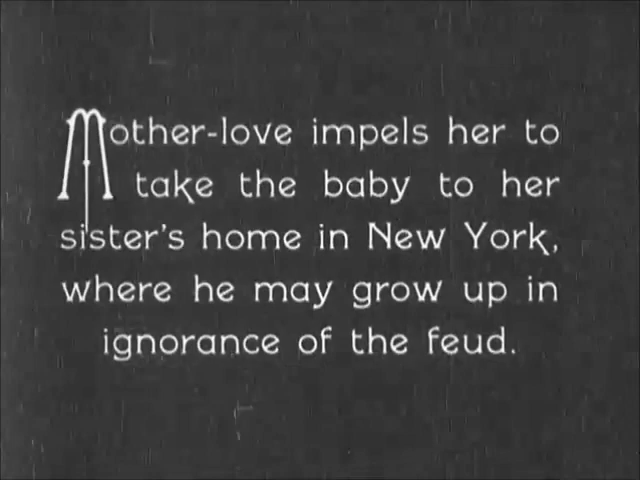 Mother-love impels her to
take the baby to her
sister's home in New York,
where he may grow up in
ignorance of the feud.